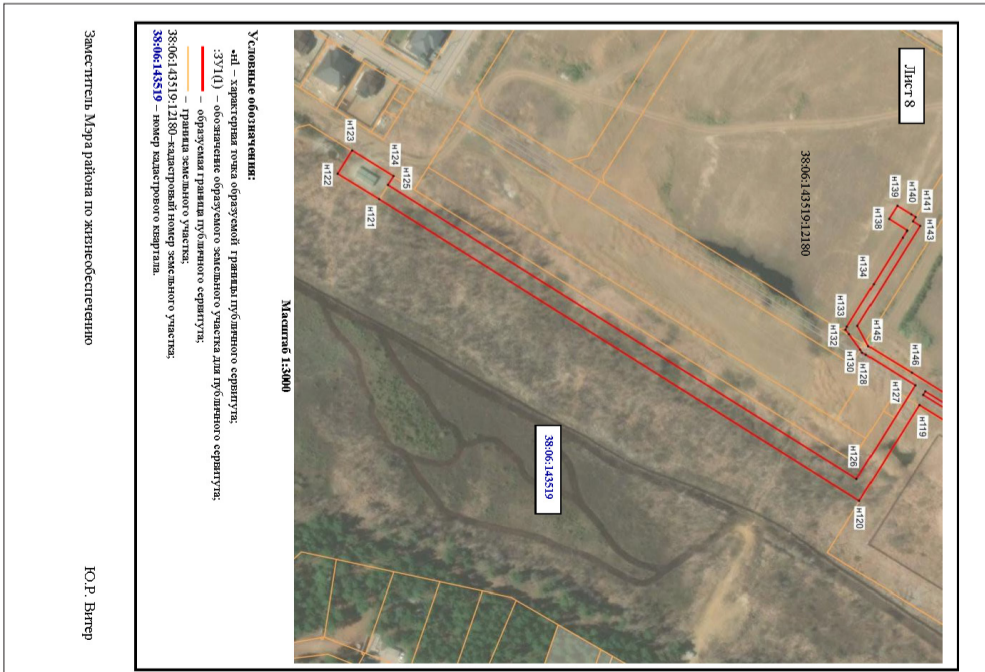 Лист 8
38:06:143519:12180
н141
н140
н139
н143
н138
н134
н133
н132
н145
н130
н128
н146
н127
н119
н126
н120
н123
н124
н125
н122
н121
38:06:143519
Масштаб 1:3000
Условные обозначения:
•н1 – характерная точка образуемой границы публичного сервитута;
:ЗУ1(1) – обозначение образуемого земельного участка для публичного сервитута;
– образуемая граница публичного сервитута;
– граница земельного участка;
38:06:143519:12180–кадастровый номер земельного участка;
38:06:143519 – номер кадастрового квартала.
Заместитель Мэра района по жизнеобеспечению Ю.Р. Витер